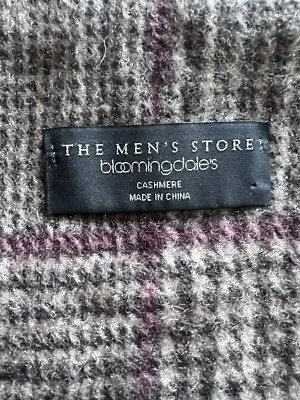 THE MEN'S STORE
bloomingdale's
CASHMERE
MADE IN CHINA